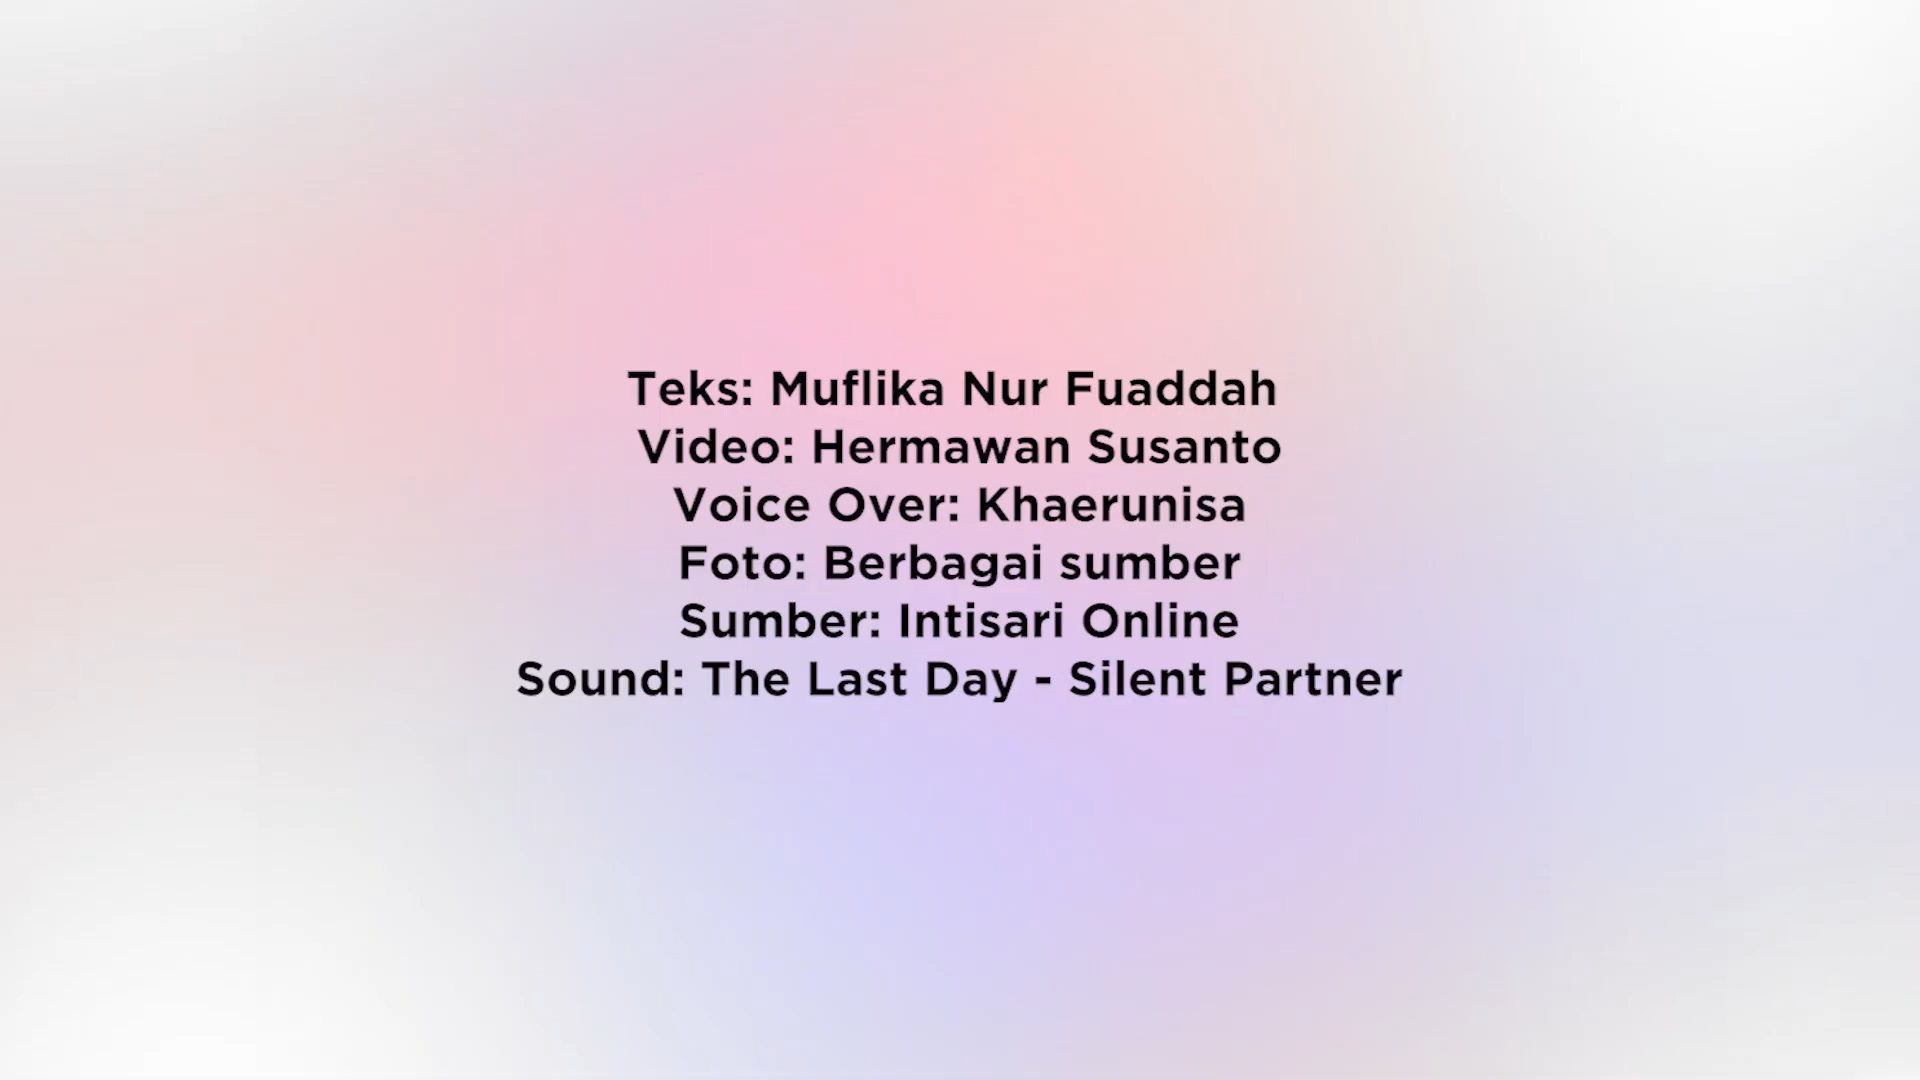 Teks: Muflika Nur Fuaddah
Video: Hermawan Susanto
Voice Over: Khaerunisa
Foto: Berbagai sumber
Sumber: Intisari Online
Sound: The Last Day - Silent Partner